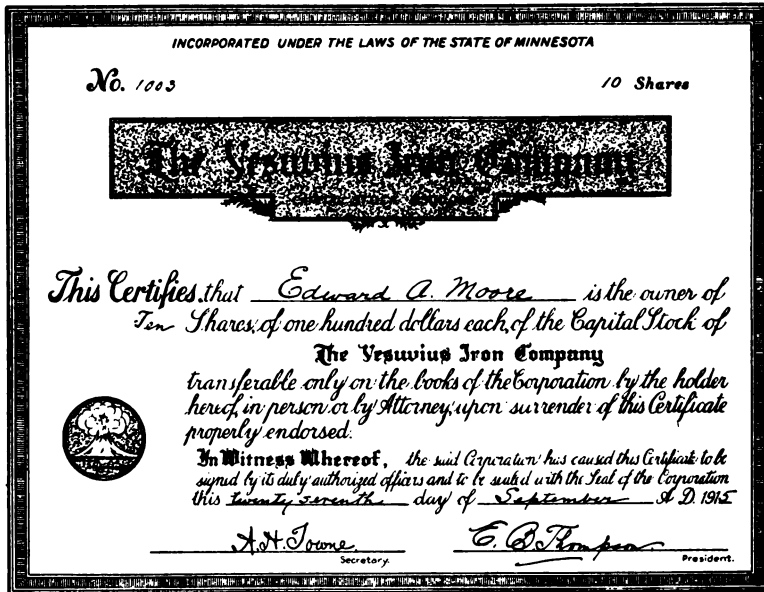 INCORPORATED UNDER THE LAWS OF THE STATE OF MINNESOTA
No. 1003 10 Shares
The Vesuvius Iron Company
CAPITAL STOCK
This Certifies, that Edward A. Moore is the owner of
Ten Shares, of one hundred dollars each, of the Capital Stock of
The Vesuvius Iron Company
transferable only on the books of the Corporation by the holder
hereof, in person or by Attorney, upon surrender of this Certificate
properly endorsed.
In Witness Whereof, the said Corporation has caused this Certificate to be
signed by its duly authorized officers and to be sealed with the Seal of the Corporation
this twenty seventh day of September A.D. 1915
A. H. Towne E. B. Thompson
Secretary. President.